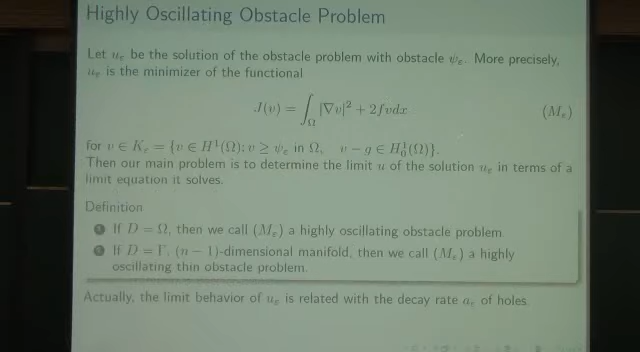 Highly Oscillating Obstacle Problem
Let u_ε be the solution of the obstacle problem with obstacle ψ_ε. More precisely,
u_ε is the minimizer of the functional
J(v) = ∫_Ω |∇v|² + 2fvdx (M_ε)
for v ∈ K_ε = {v ∈ H¹(Ω); v ≥ ψ_ε in Ω, v − g ∈ H¹₀(Ω)}.
Then our main problem is to determine the limit u of the solution u_ε in terms of a
limit equation it solves.
Definition
If D = Ω, then we call (M_ε) a highly oscillating obstacle problem.
If D = Γ, (n − 1)-dimensional manifold, then we call (M_ε) a highly
oscillating thin obstacle problem.
Actually, the limit behavior of u_ε is related with the decay rate a_ε of holes.